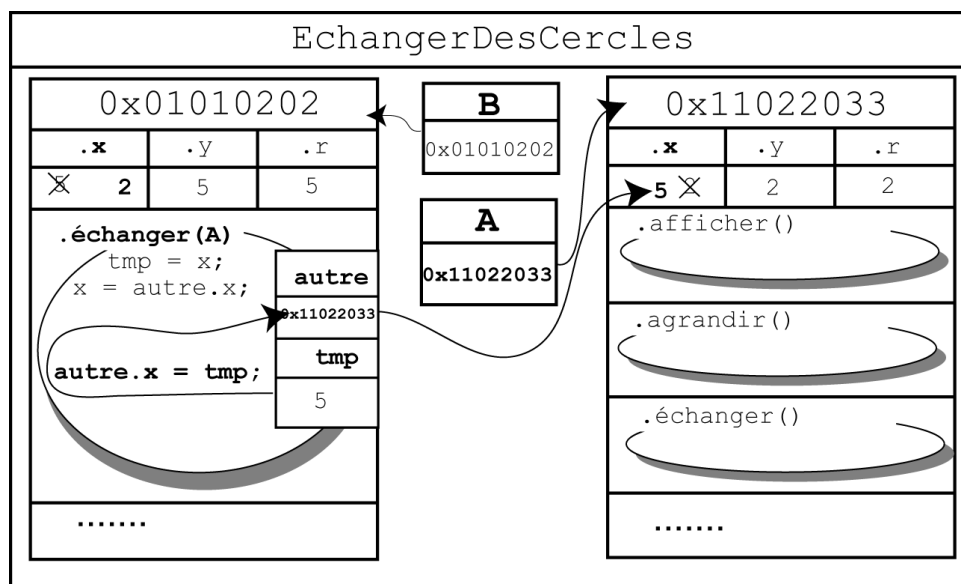 EchangerDesCercles
0x01010202
.x .y .r
5 2 5 5
.échanger(A)
tmp = x;
x = autre.x;
autre.x = tmp;
autre
0x11022033
tmp
5
.......
B
0x01010202
A
0x11022033
0x11022033
.x .y .r
5 2 2 2
.afficher()
.agrandir()
.échanger()
.......